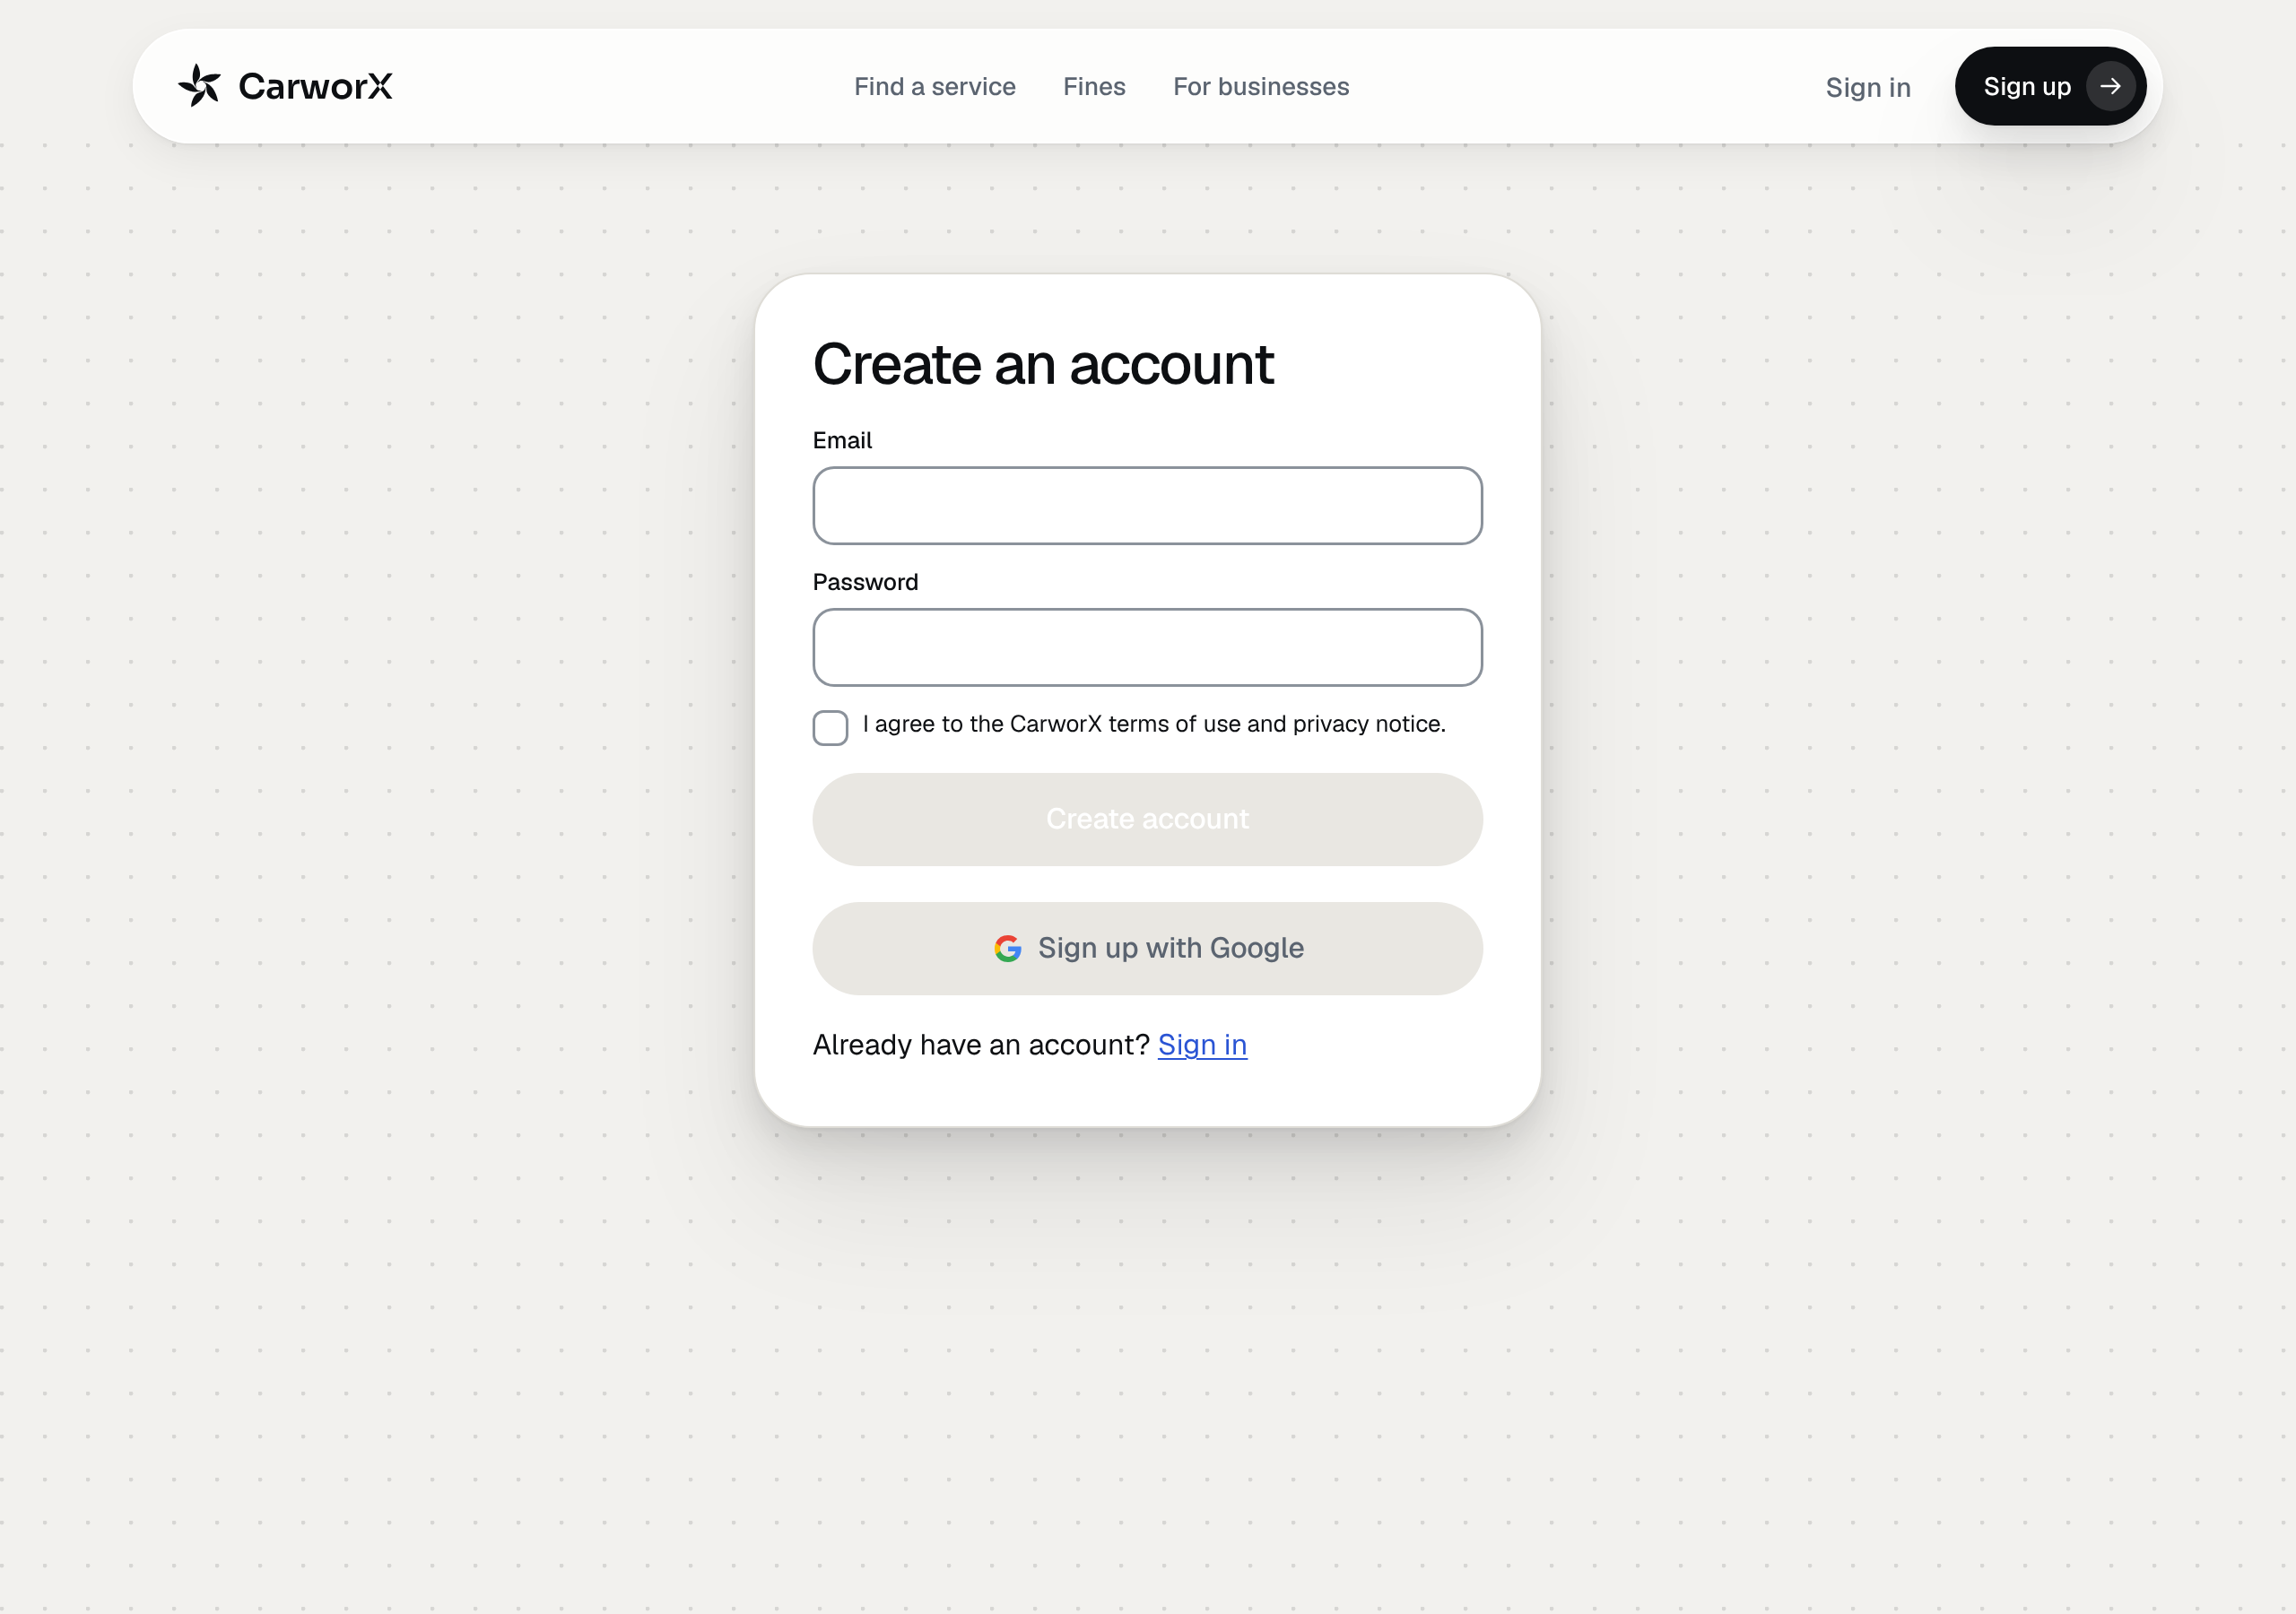 CarworX
Find a service
Fines
For businesses
Sign in
Sign up
Create an account
Email
Password
I agree to the CarworX terms of use and privacy notice.
Create account
Sign up with Google
Already have an account? Sign in